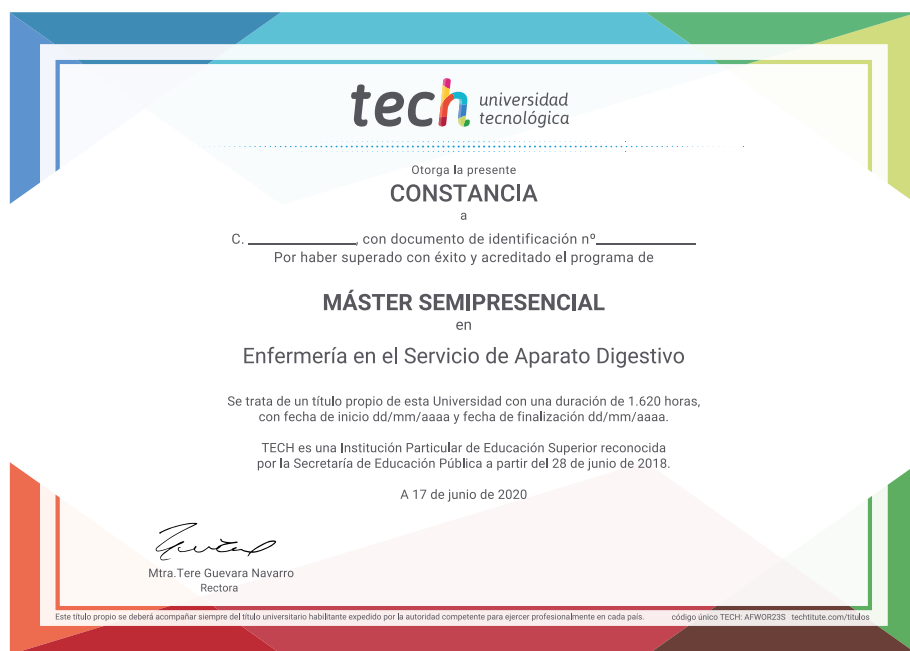 tech universidad
tecnológica
Otorga la presente
CONSTANCIA
a
C. ____________, con documento de identificación nº____________
Por haber superado con éxito y acreditado el programa de
MÁSTER SEMIPRESENCIAL
en
Enfermería en el Servicio de Aparato Digestivo
Se trata de un título propio de esta Universidad con una duración de 1.620 horas,
con fecha de inicio dd/mm/aaaa y fecha de finalización dd/mm/aaaa.
TECH es una Institución Particular de Educación Superior reconocida
por la Secretaría de Educación Pública a partir del 28 de junio de 2018.
A 17 de junio de 2020
Mtra.Tere Guevara Navarro
Rectora
Este título propio se deberá acompañar siempre del título universitario habilitante expedido por la autoridad competente para ejercer profesionalmente en cada país. código único TECH: AFWOR23S techtitute.com/titulos